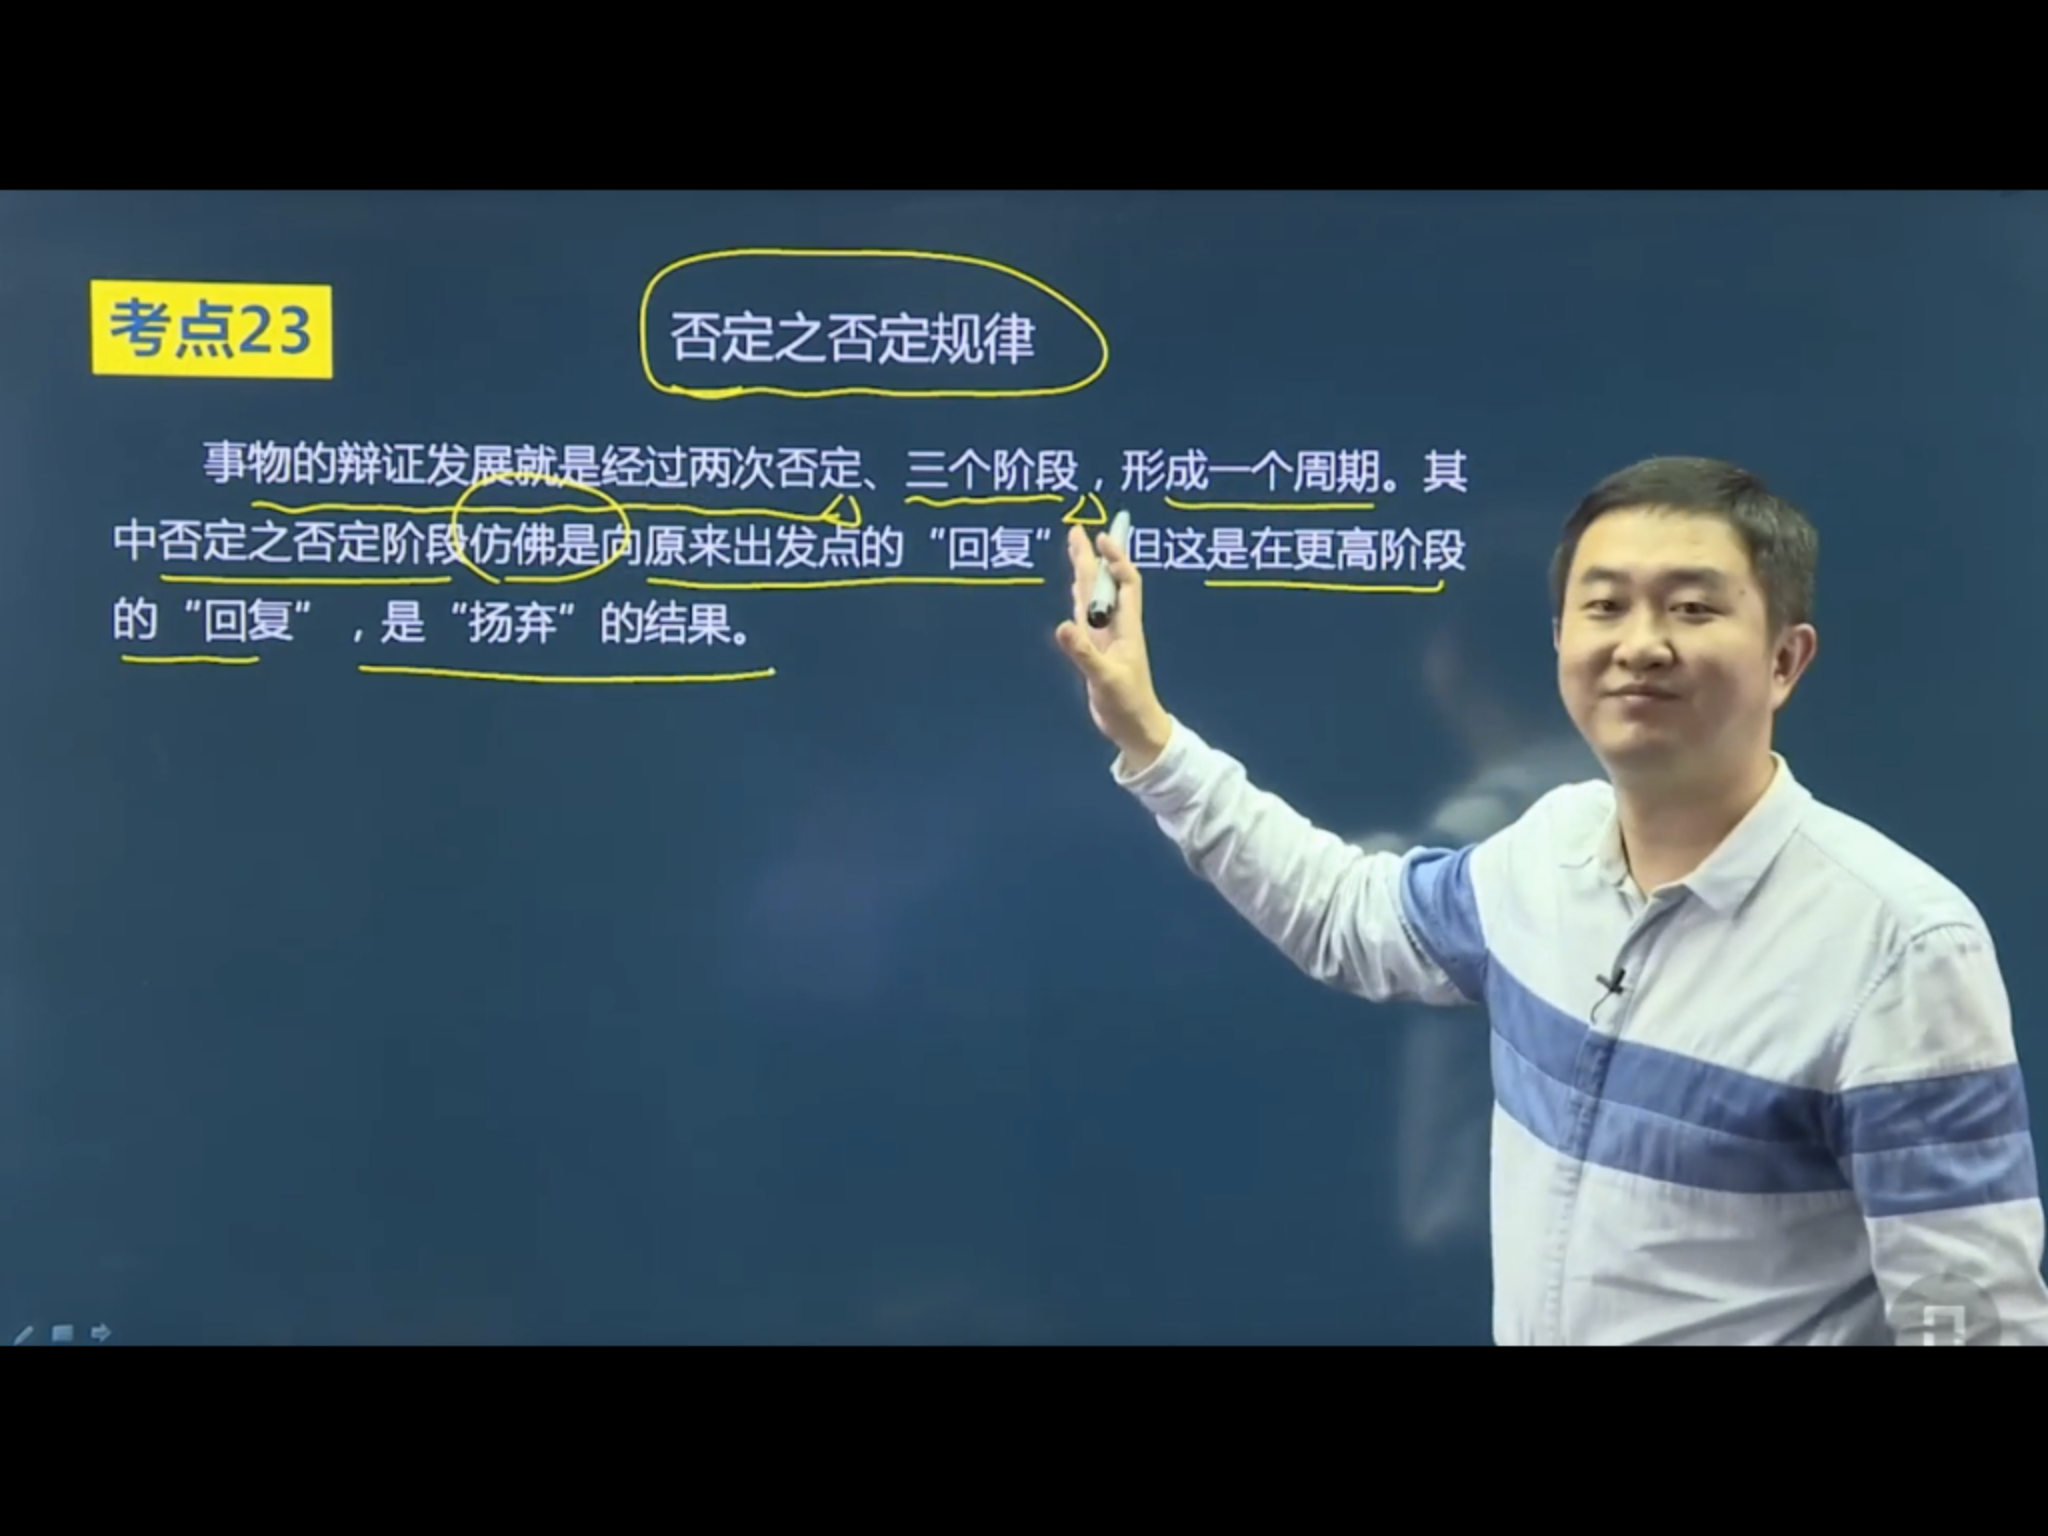 考点23
否定之否定规律
事物的辩证发展就是经过两次否定、三个阶段，形成一个周期。其
中否定之否定阶段仿佛是向原来出发点的“回复” 但这是在更高阶段
的“回复”，是“扬弃”的结果。